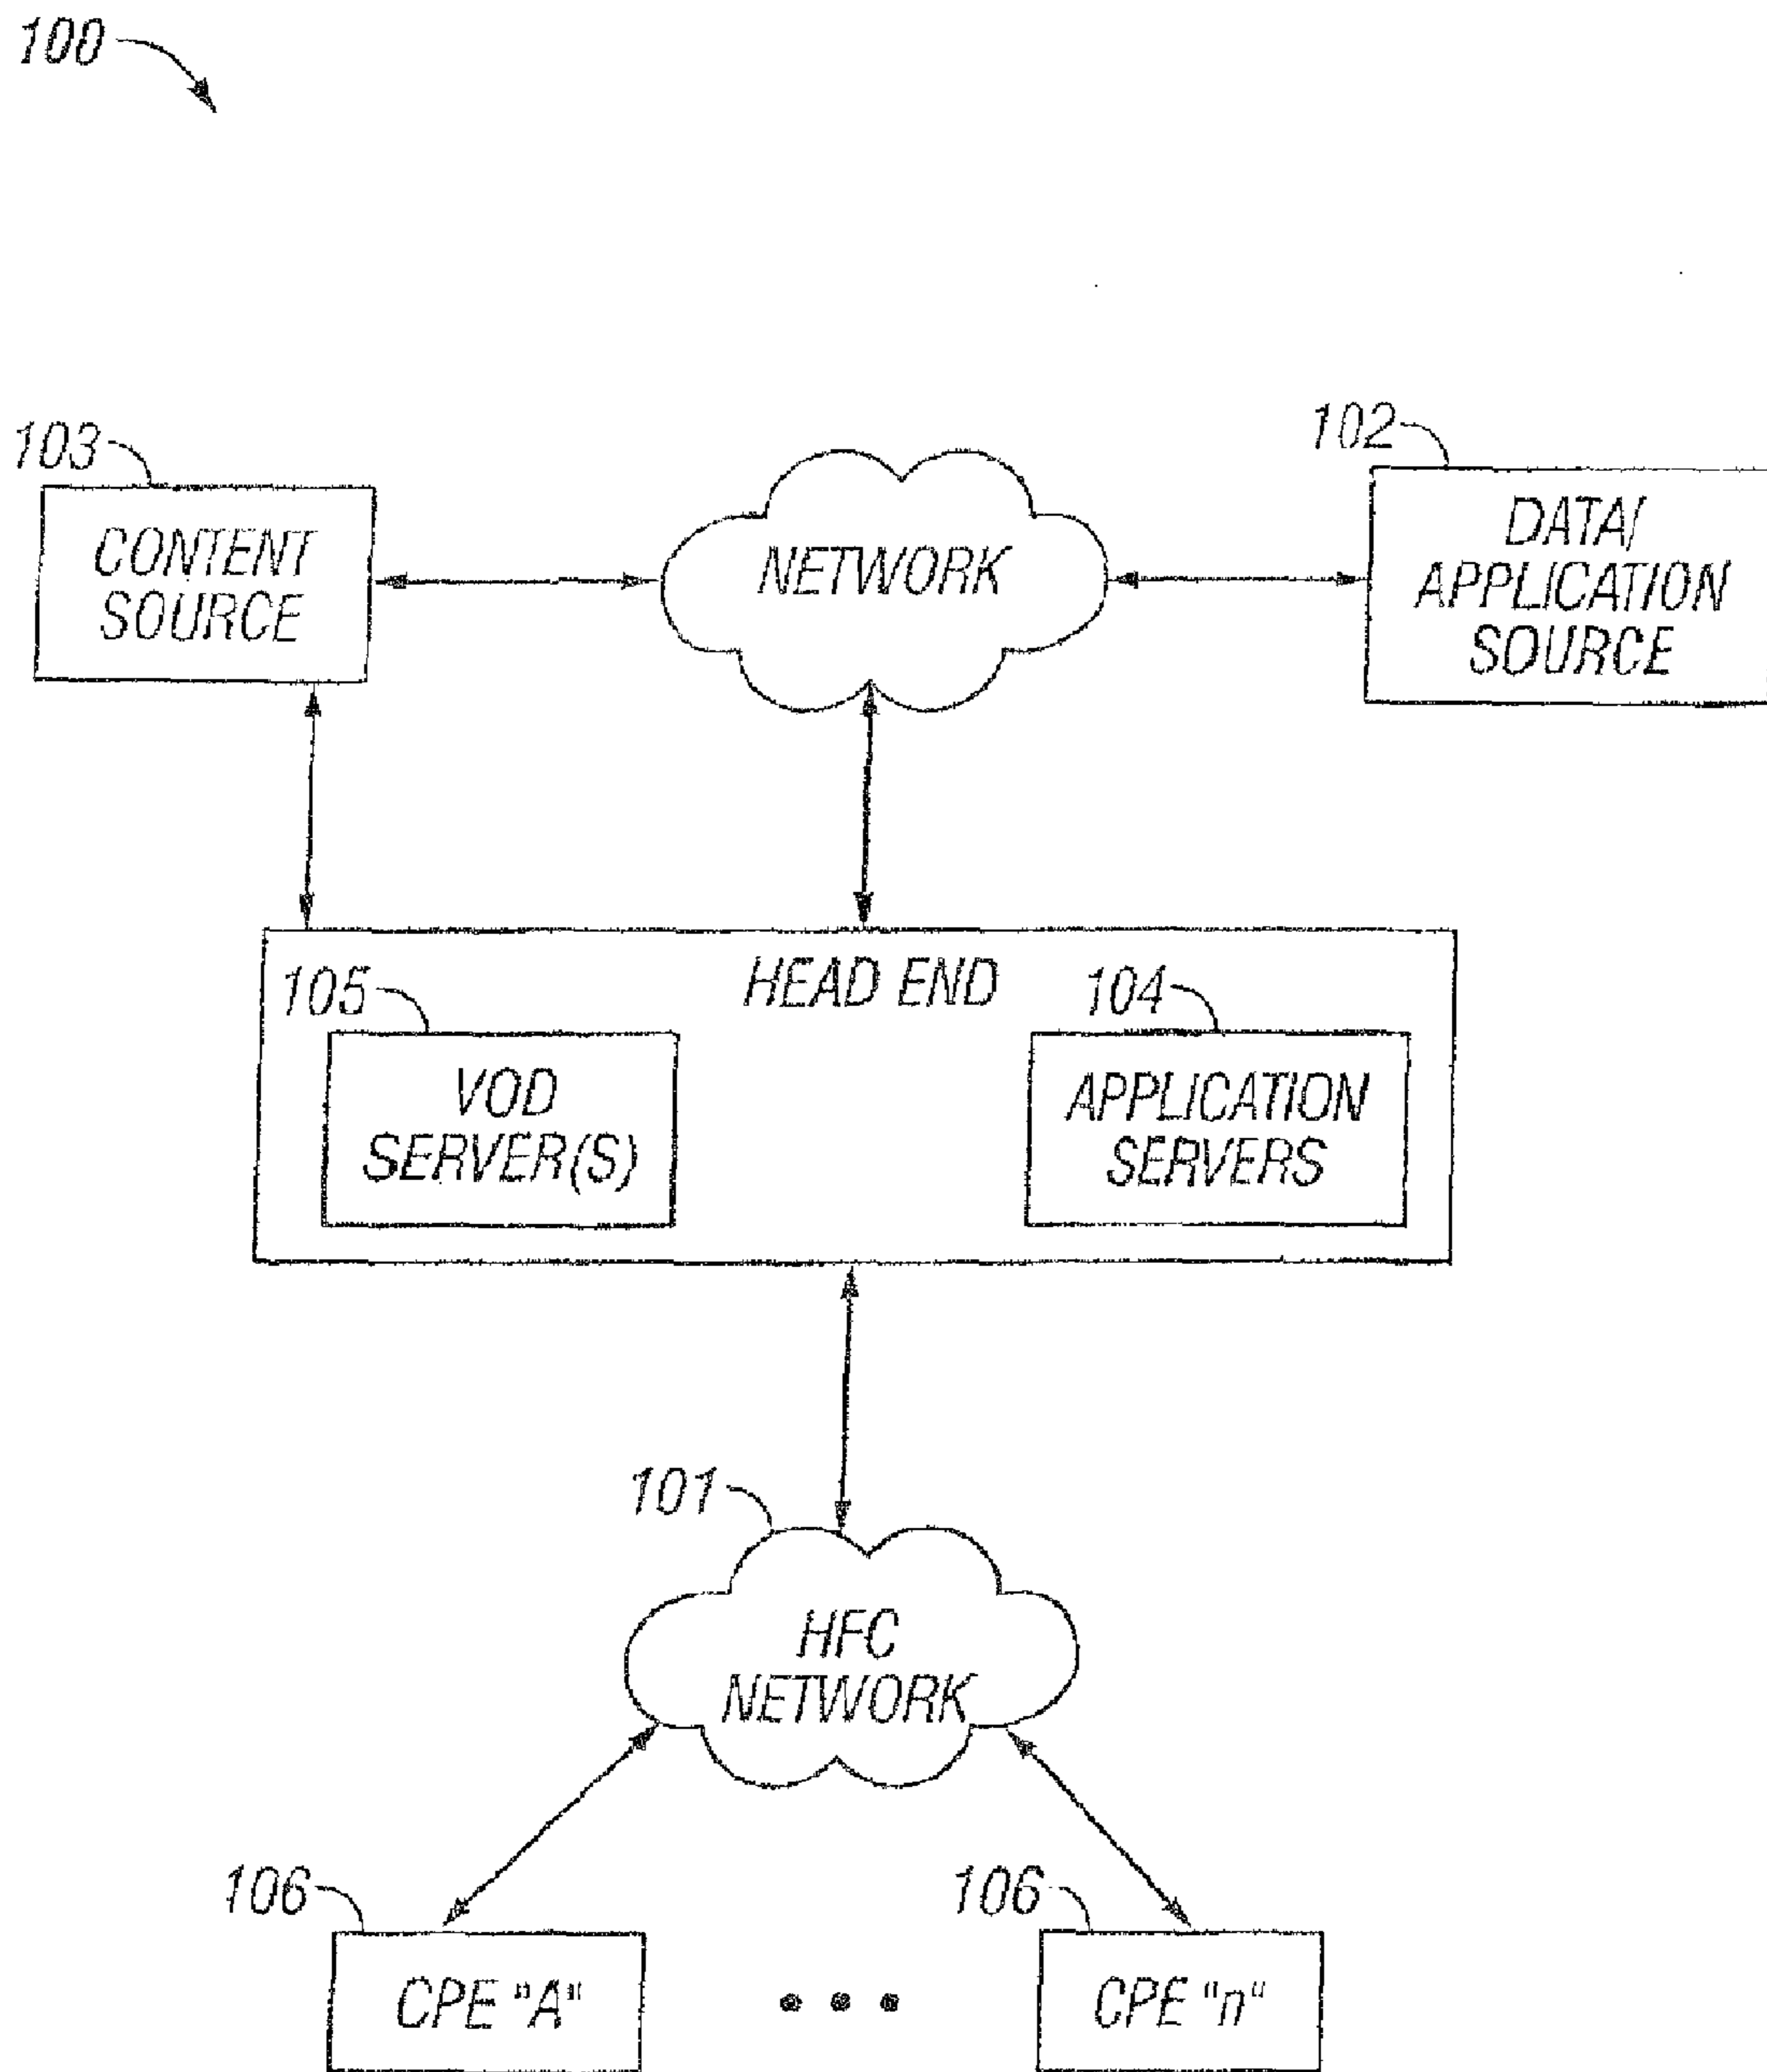 100
103
CONTENT
SOURCE
NETWORK
102
DATA/
APPLICATION
SOURCE
HEAD END
105
VOD
SERVER(S)
104
APPLICATION
SERVERS
101
HFC
NETWORK
106
CPE "A"
106
CPE "n"